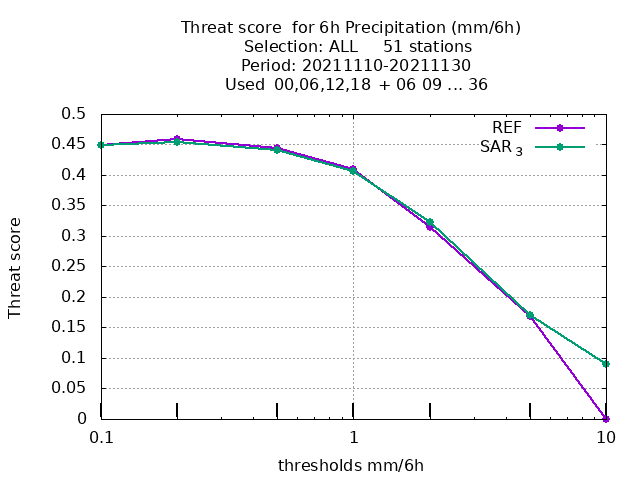 Threat score  for 6h Precipitation (mm/6h)
Selection: ALL     51 stations
Period: 20211110-20211130
Used  00,06,12,18  + 06 09 ... 36
REF
SAR 3
0.5
0.45
0.4
0.35
0.3
0.25
0.2
0.15
0.1
0.05
0
Threat score
0.1 1 10
thresholds mm/6h